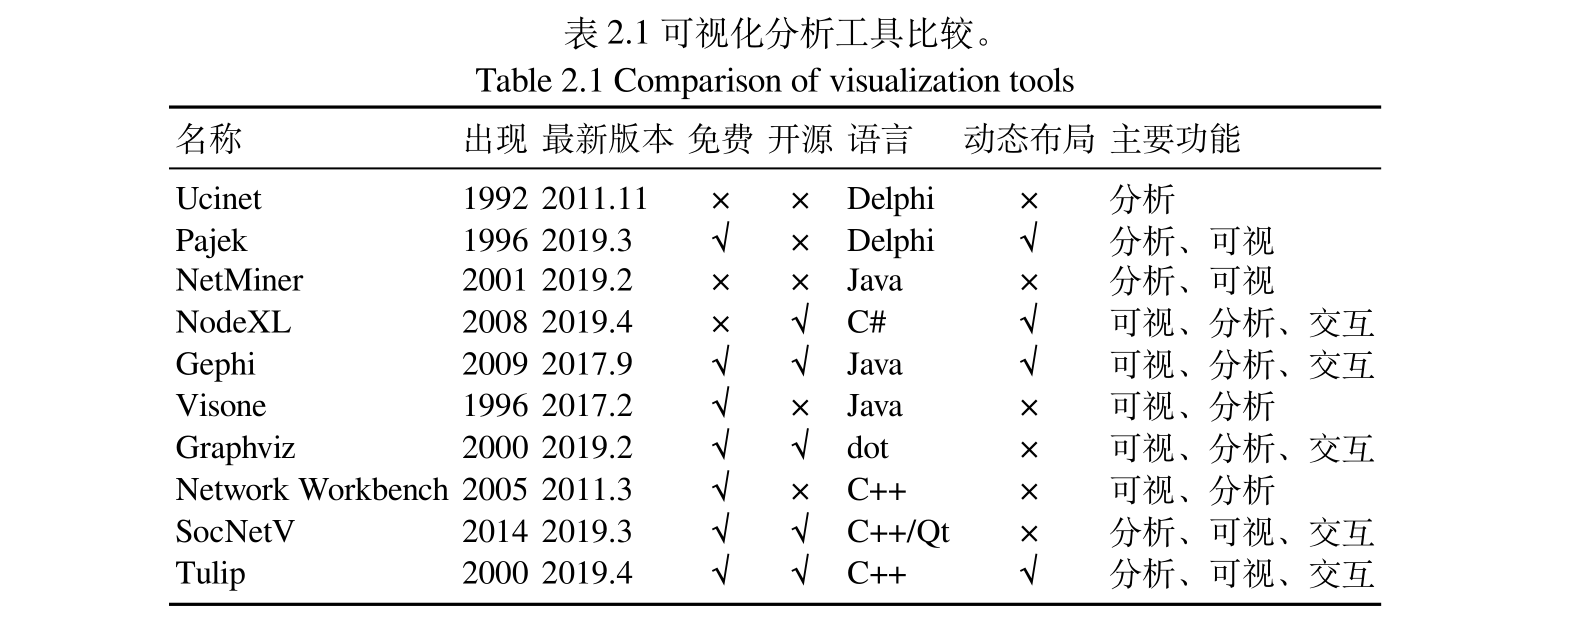 表 2.1 可视化分析工具比较。
Table 2.1 Comparison of visualization tools
名称 出现 最新版本 免费 开源 语言 动态布局 主要功能
Ucinet 1992 2011.11 × × Delphi × 分析
Pajek 1996 2019.3 √ × Delphi √ 分析、可视
NetMiner 2001 2019.2 × × Java × 分析、可视
NodeXL 2008 2019.4 × √ C# √ 可视、分析、交互
Gephi 2009 2017.9 √ √ Java √ 可视、分析、交互
Visone 1996 2017.2 √ × Java × 可视、分析
Graphviz 2000 2019.2 √ √ dot × 可视、分析、交互
Network Workbench 2005 2011.3 √ × C++ × 可视、分析
SocNetV 2014 2019.3 √ √ C++/Qt × 分析、可视、交互
Tulip 2000 2019.4 √ √ C++ √ 分析、可视、交互